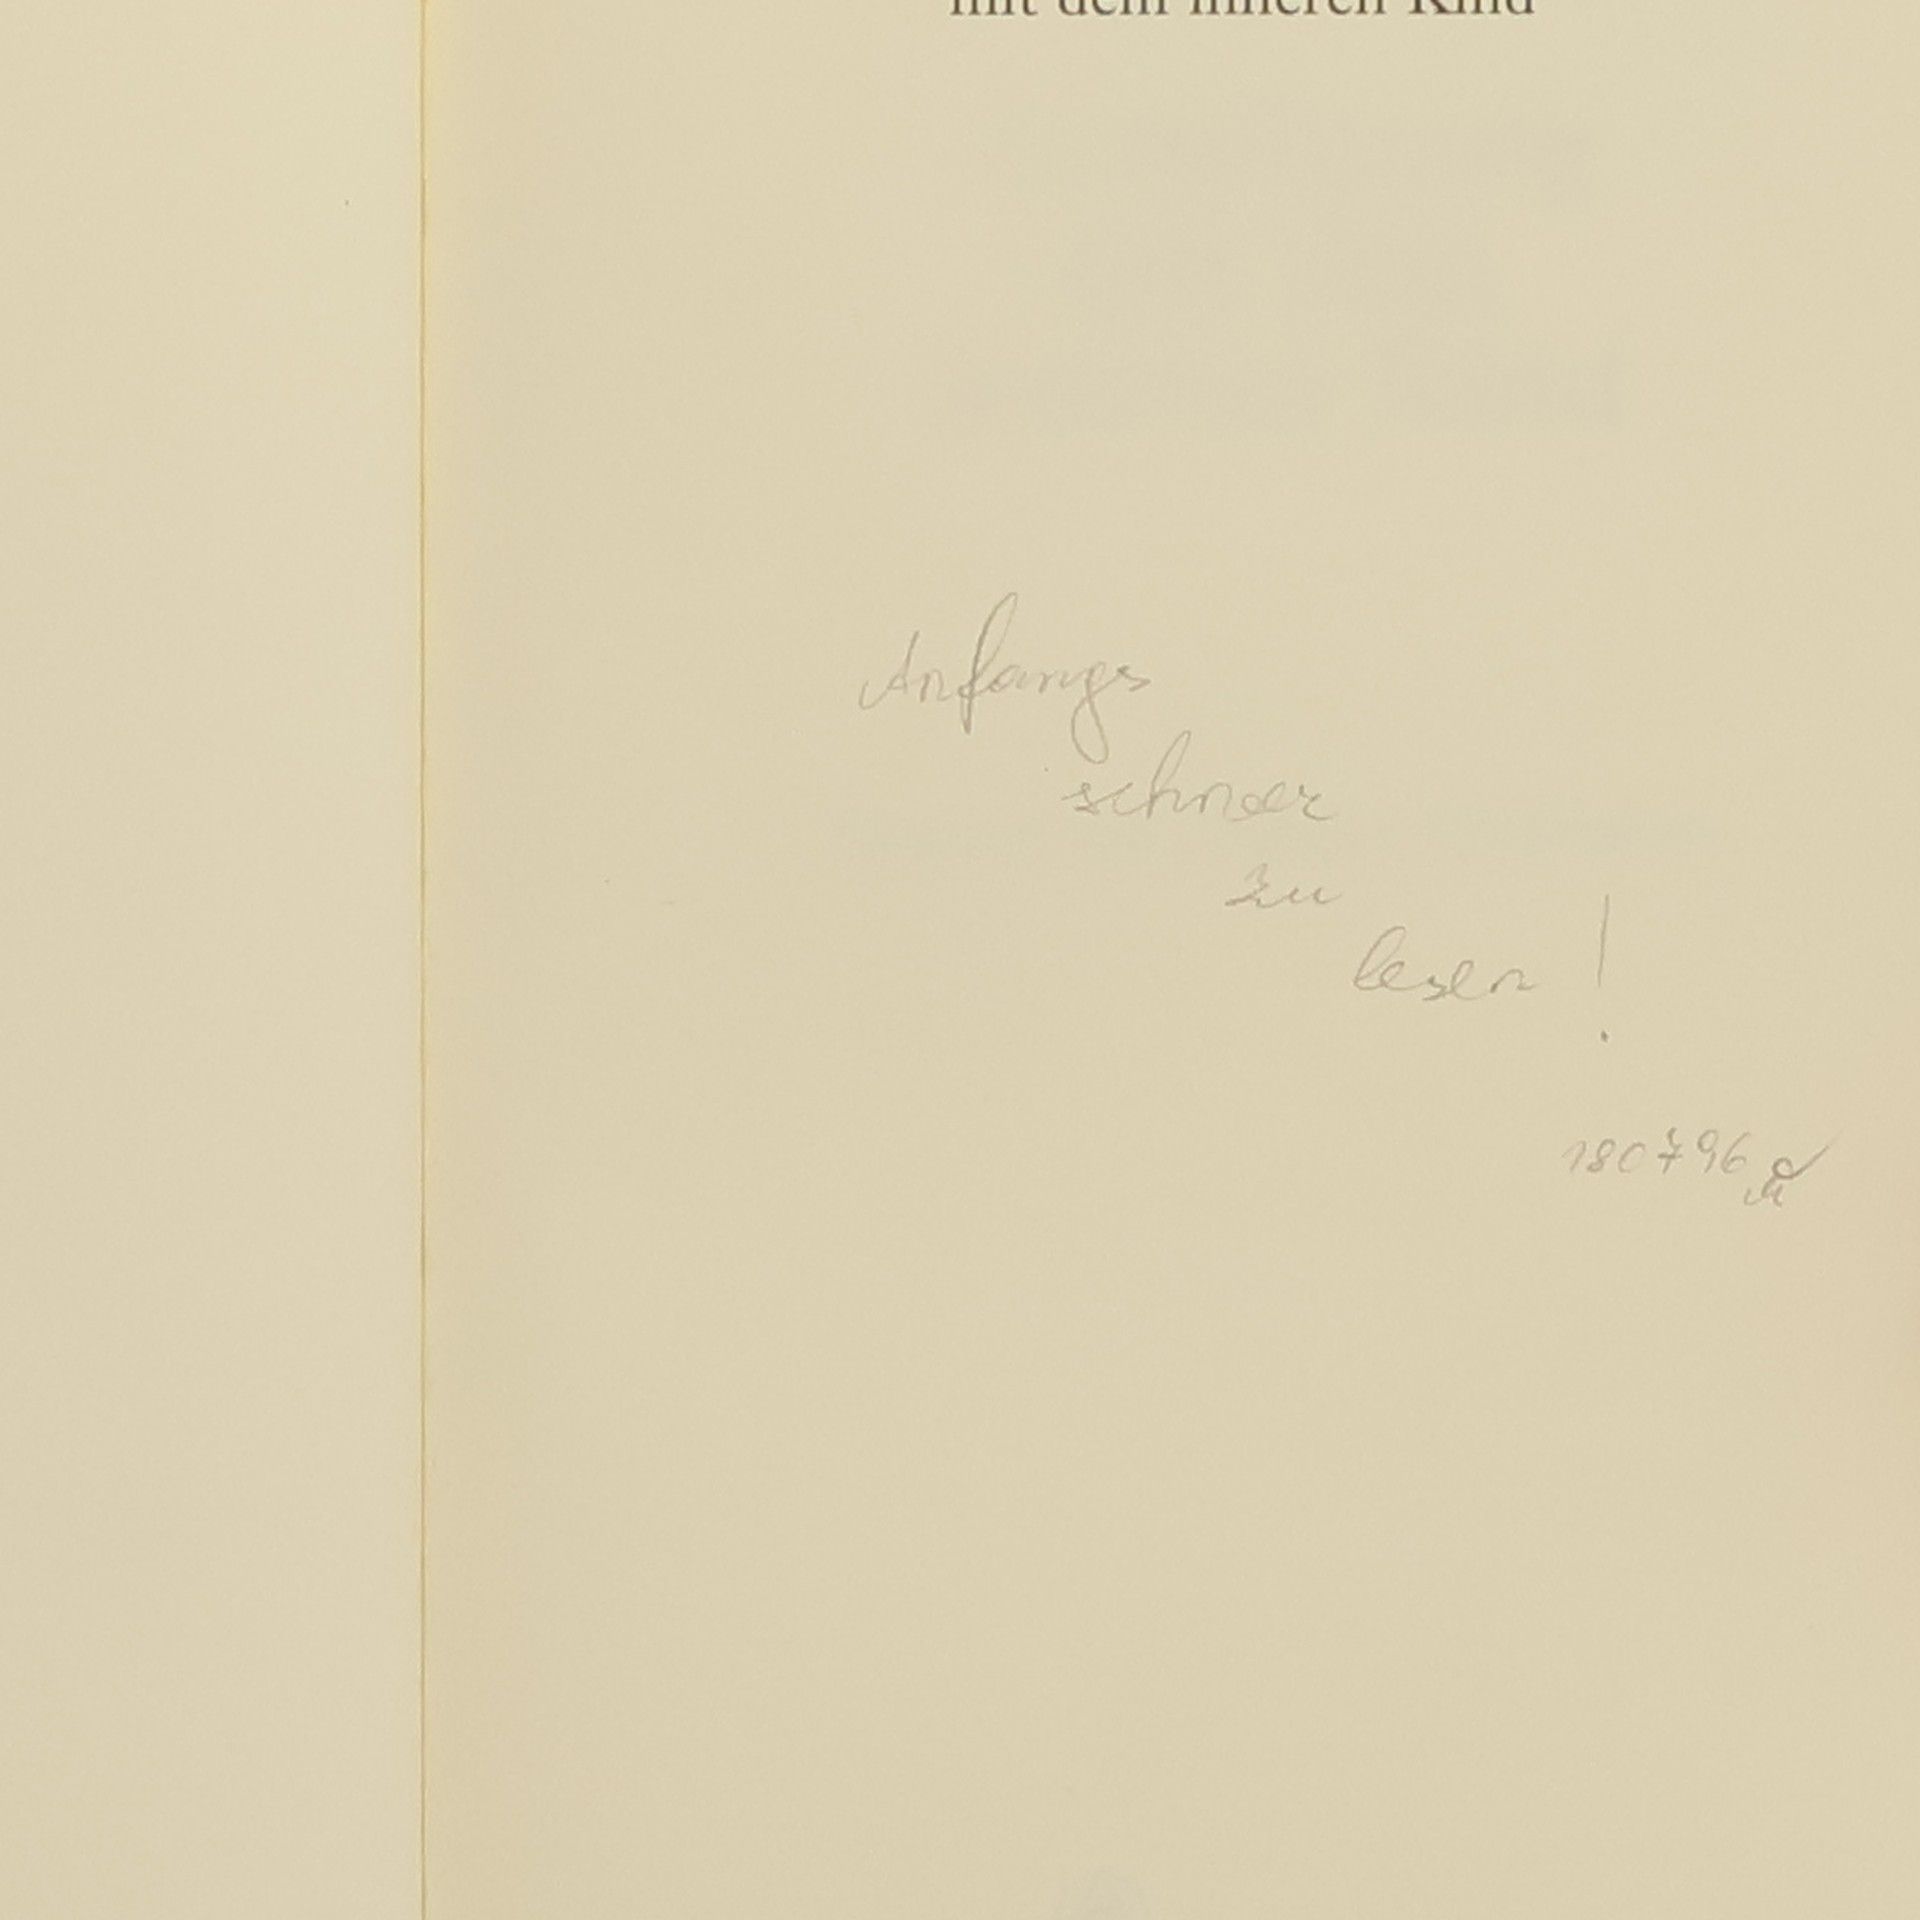 mit dem inneren Kind
Anfangs
schwer
zu
lesen !
180796